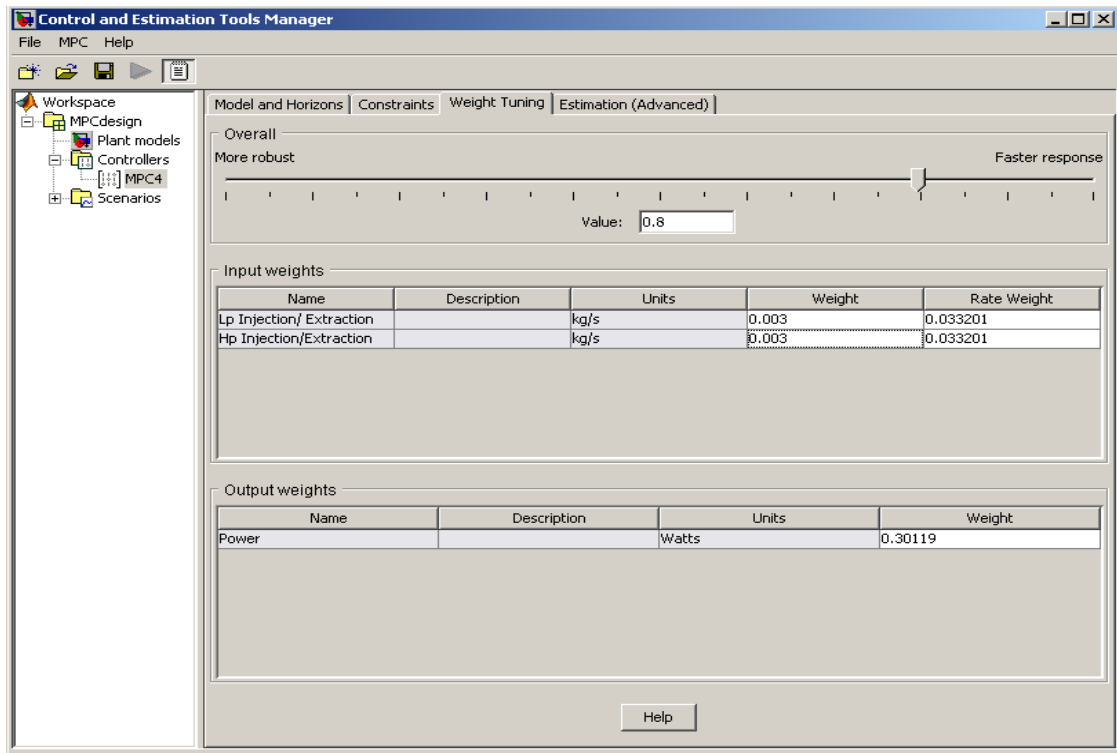 Control and Estimation Tools Manager
File MPC Help
Workspace
MPCdesign
Plant models
Controllers
MPC4
Scenarios
Model and Horizons Constraints Weight Tuning Estimation (Advanced)
Overall
More robust Faster response
Value: 0.8
Input weights
Name Description Units Weight Rate Weight
Lp Injection/ Extraction kg/s 0.003 0.033201
Hp Injection/Extraction kg/s 0.003 0.033201
Output weights
Name Description Units Weight
Power Watts 0.30119
Help